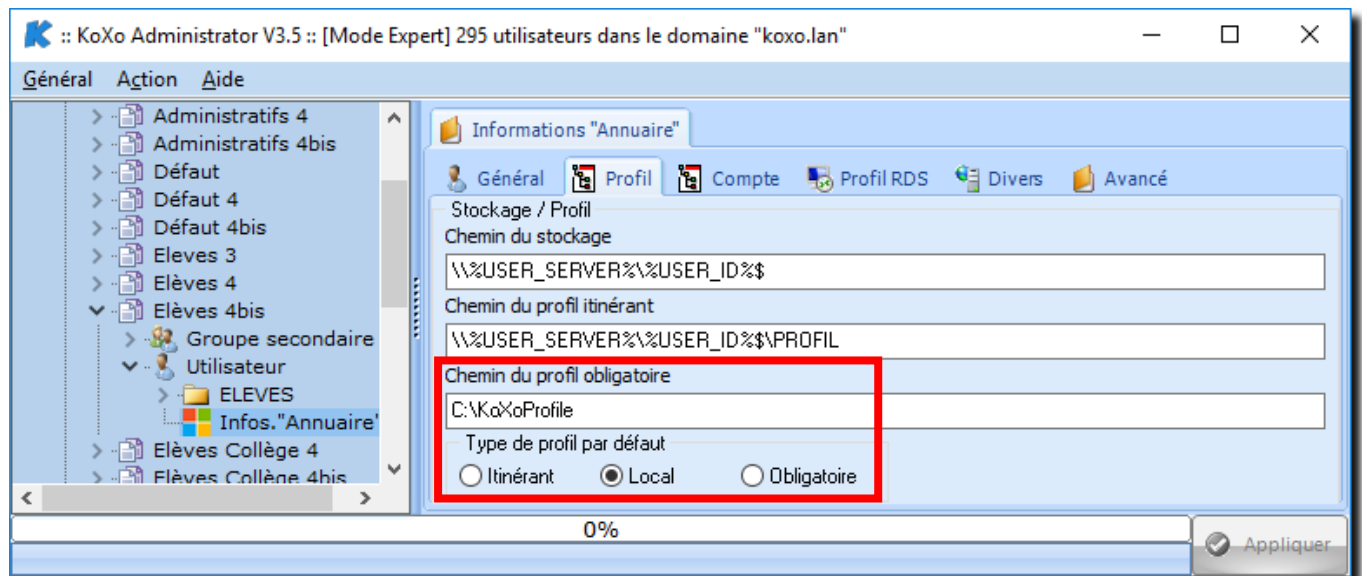 :: KoXo Administrator V3.5 :: [Mode Expert] 295 utilisateurs dans le domaine "koxo.lan"
Général Action Aide
Administratifs 4
Administratifs 4bis
Défaut
Défaut 4
Défaut 4bis
Eleves 3
Elèves 4
Elèves 4bis
Groupe secondaire
Utilisateur
ELEVES
Infos."Annuaire"
Elèves Collège 4
Elèves Collège 4bis
Informations "Annuaire"
Général Profil Compte Profil RDS Divers Avancé
Stockage / Profil
Chemin du stockage
\\%USER_SERVER%\%USER_ID%$
Chemin du profil itinérant
\\%USER_SERVER%\%USER_ID%$\PROFIL
Chemin du profil obligatoire
C:\KoXoProfile
Type de profil par défaut
Itinérant Local Obligatoire
0%
Appliquer